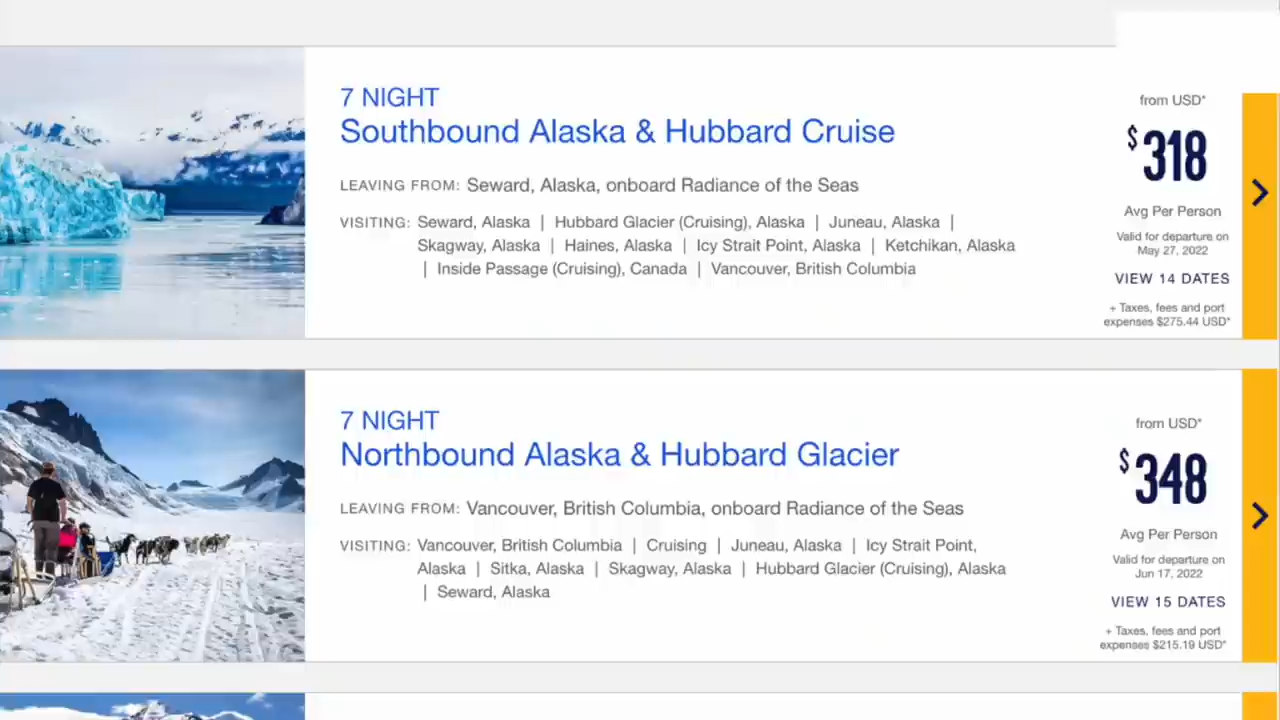 7 NIGHT
Southbound Alaska & Hubbard Cruise
LEAVING FROM: Seward, Alaska, onboard Radiance of the Seas
VISITING: Seward, Alaska | Hubbard Glacier (Cruising), Alaska | Juneau, Alaska |
Skagway, Alaska | Haines, Alaska | Icy Strait Point, Alaska | Ketchikan, Alaska
| Inside Passage (Cruising), Canada | Vancouver, British Columbia
from USD*
$318
Avg Per Person
Valid for departure on
May 27, 2022
VIEW 14 DATES
+ Taxes, fees and port
expenses $275.44 USD*
7 NIGHT
Northbound Alaska & Hubbard Glacier
LEAVING FROM: Vancouver, British Columbia, onboard Radiance of the Seas
VISITING: Vancouver, British Columbia | Cruising | Juneau, Alaska | Icy Strait Point,
Alaska | Sitka, Alaska | Skagway, Alaska | Hubbard Glacier (Cruising), Alaska
| Seward, Alaska
from USD*
$348
Avg Per Person
Valid for departure on
Jun 17, 2022
VIEW 15 DATES
+ Taxes, fees and port
expenses $215.19 USD*